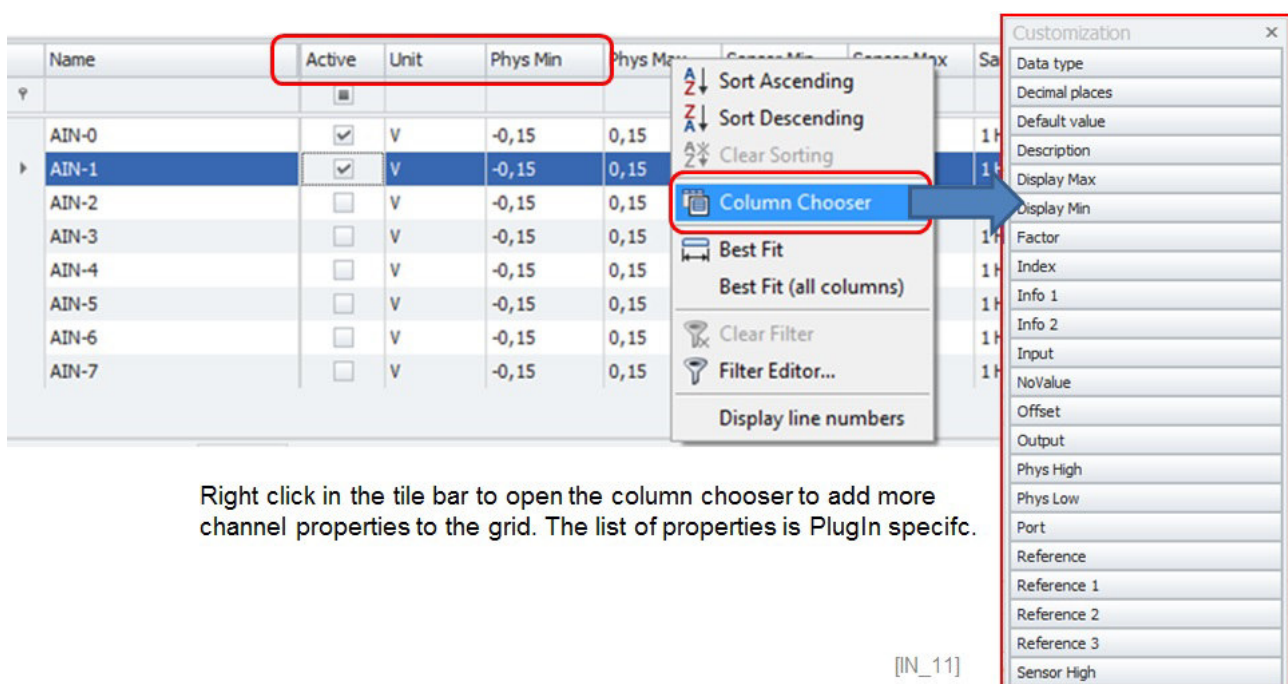 Name Active Unit Phys Min Phys Max Sensor Min Sensor Max Sa
AIN-0 V -0,15 0,15 1 H
AIN-1 V -0,15 0,15 1
AIN-2 V -0,15 0,15
AIN-3 V -0,15 0,15 1 H
AIN-4 V -0,15 0,15 1 H
AIN-5 V -0,15 0,15 1 H
AIN-6 V -0,15 0,15 1 H
AIN-7 V -0,15 0,15 1 H
Sort Ascending
Sort Descending
Clear Sorting
Column Chooser
Best Fit
Best Fit (all columns)
Clear Filter
Filter Editor...
Display line numbers
Customization
Data type
Decimal places
Default value
Description
Display Max
Display Min
Factor
Index
Info 1
Info 2
Input
NoValue
Offset
Output
Phys High
Phys Low
Port
Reference
Reference 1
Reference 2
Reference 3
Sensor High
Right click in the tile bar to open the column chooser to add more
channel properties to the grid. The list of properties is PlugIn specifc.
[IN_11]